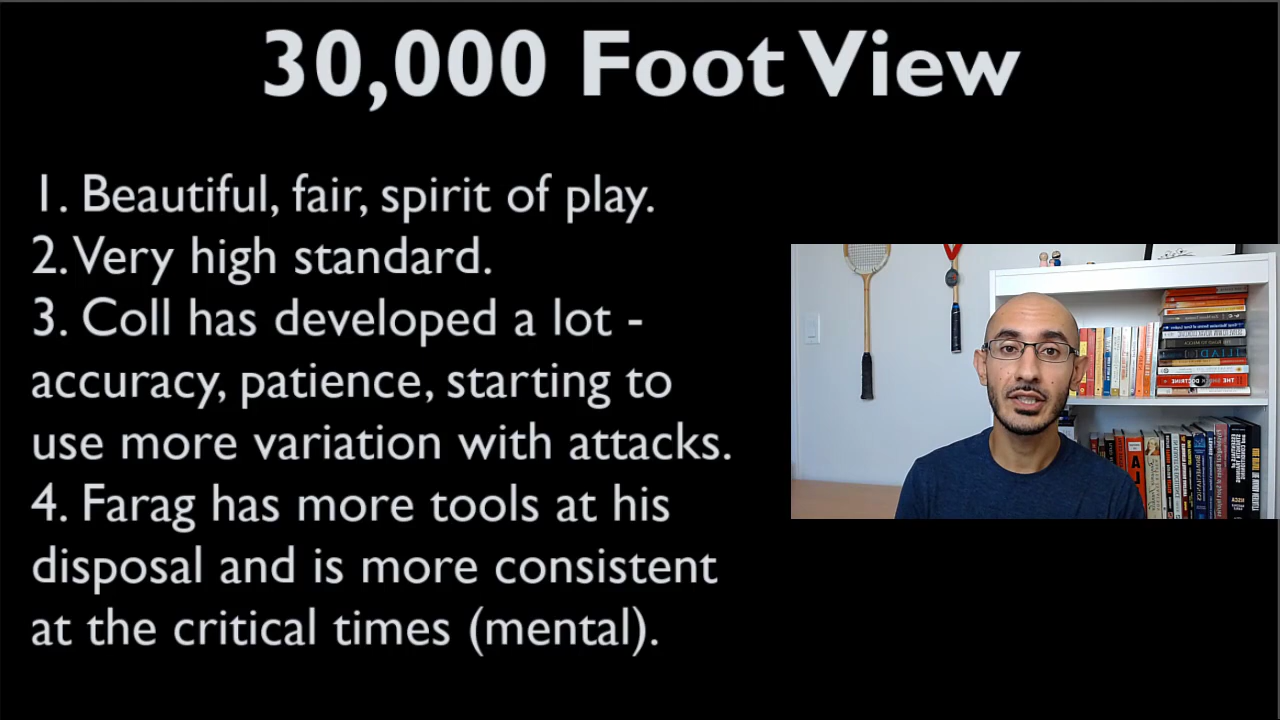 30,000 Foot View
1. Beautiful, fair, spirit of play.
2. Very high standard.
3. Coll has developed a lot -
accuracy, patience, starting to
use more variation with attacks.
4. Farag has more tools at his
disposal and is more consistent
at the critical times (mental).